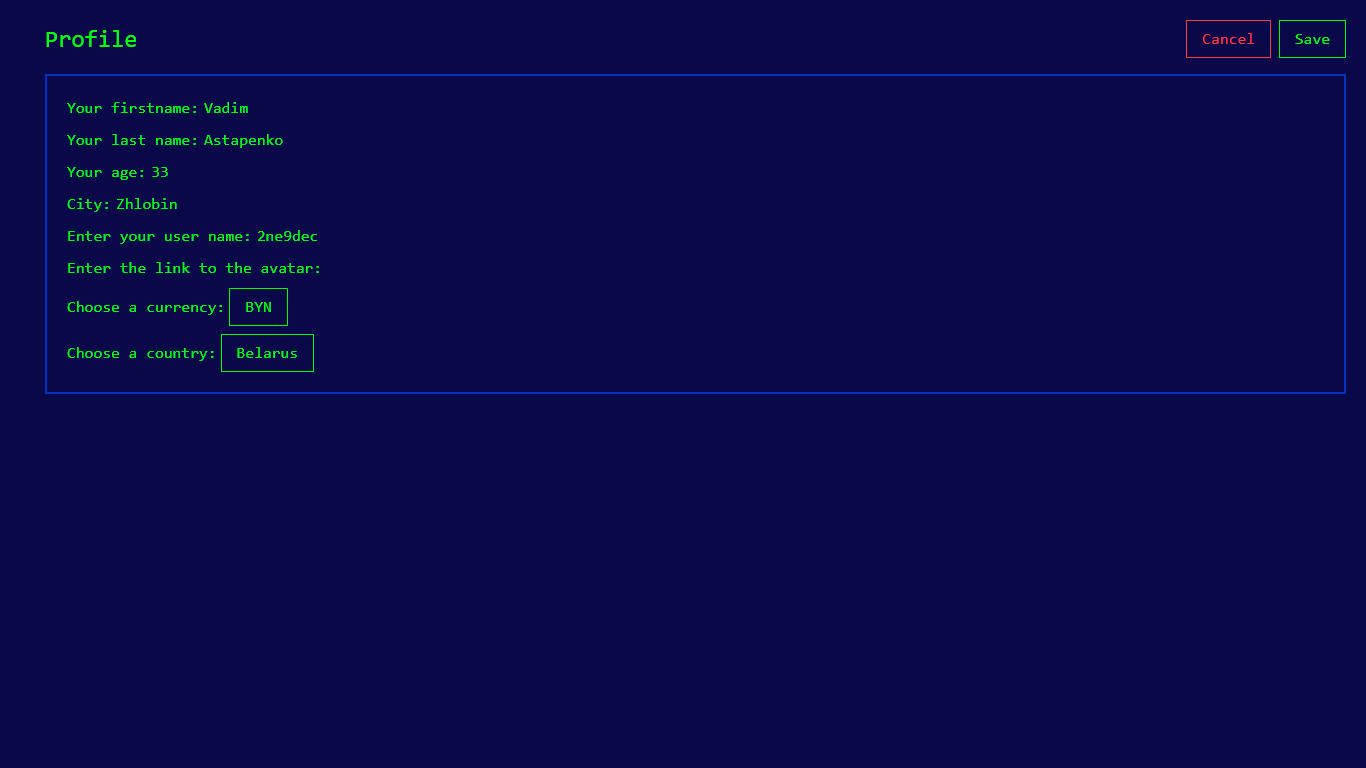 Profile
Cancel
Save
Your firstname: Vadim
Your last name: Astapenko
Your age: 33
City: Zhlobin
Enter your user name: 2ne9dec
Enter the link to the avatar:
Choose a currency: BYN
Choose a country: Belarus